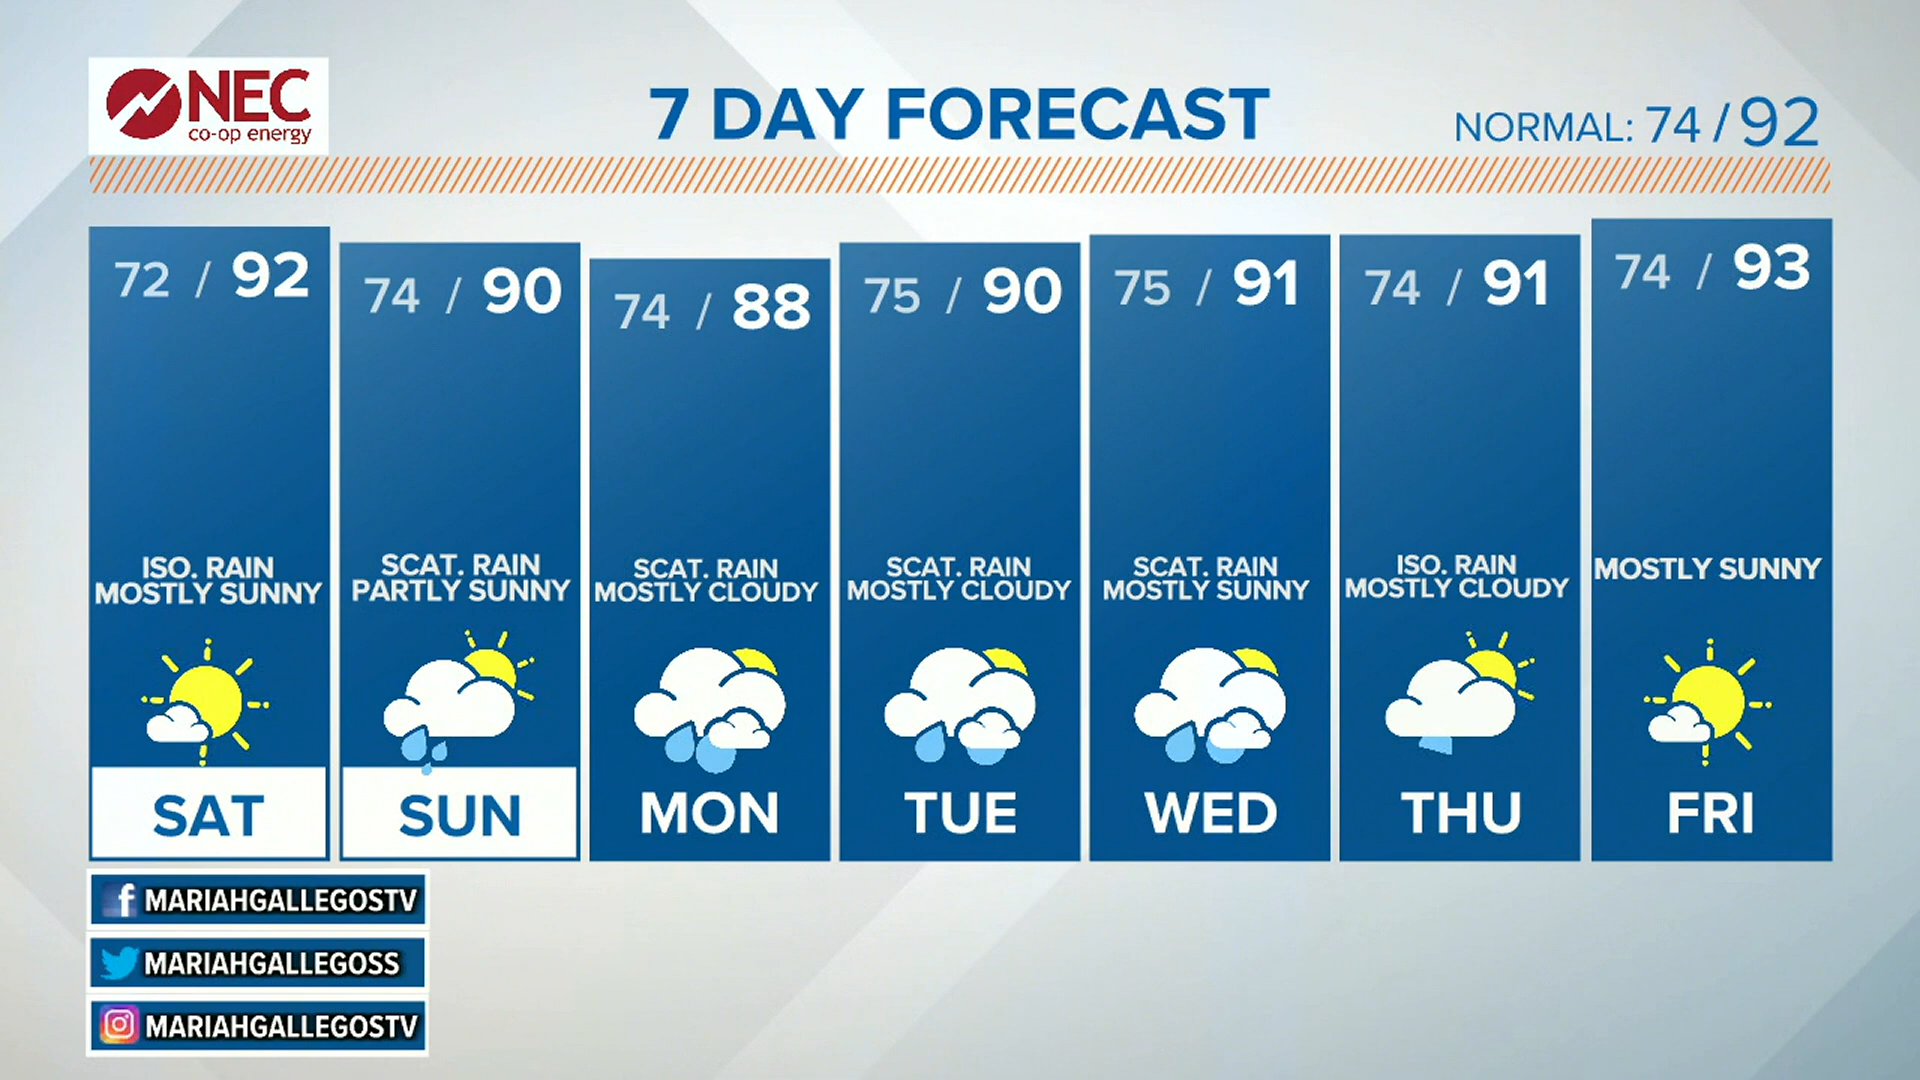 NEC
co-op energy
7 DAY FORECAST
NORMAL: 74 / 92
72 / 92
ISO. RAIN
MOSTLY SUNNY
SAT
74 / 90
SCAT. RAIN
PARTLY SUNNY
SUN
74 / 88
SCAT. RAIN
MOSTLY CLOUDY
MON
75 / 90
SCAT. RAIN
MOSTLY CLOUDY
TUE
75 / 91
SCAT. RAIN
MOSTLY SUNNY
WED
74 / 91
ISO. RAIN
MOSTLY CLOUDY
THU
74 / 93
MOSTLY SUNNY
FRI
f MARIAHGALLEGOSTV
MARIAHGALLEGOSS
MARIAHGALLEGOSTV